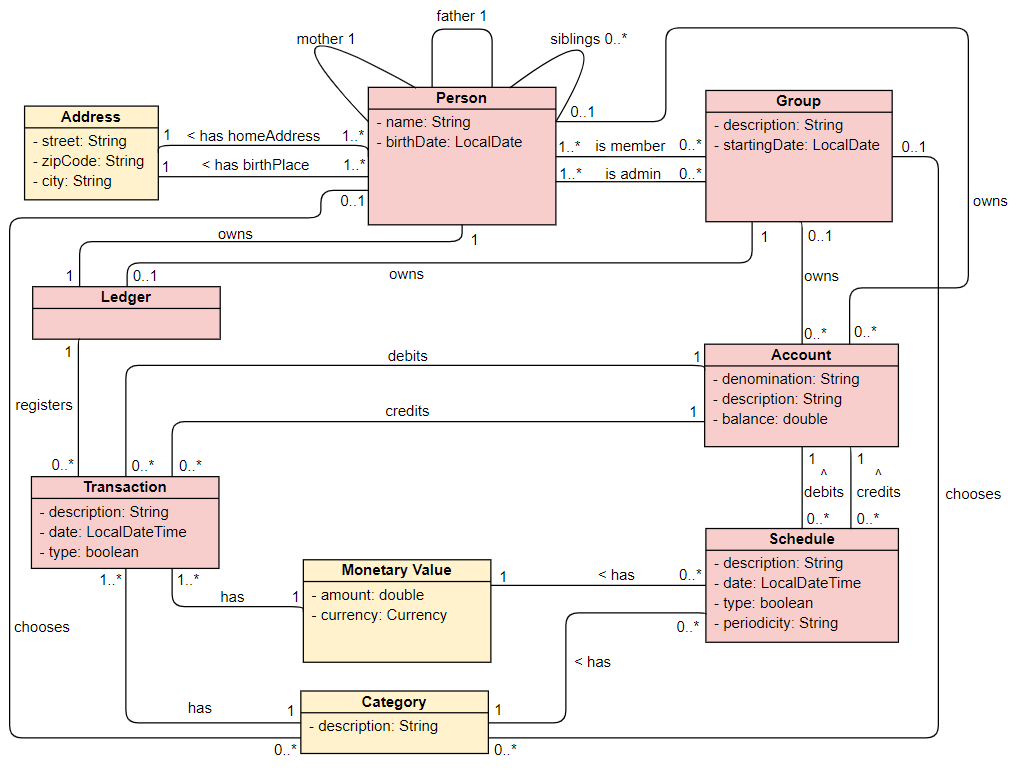 father 1
mother 1
siblings 0..*
Person
- name: String
- birthDate: LocalDate
Group
- description: String
- startingDate: LocalDate
Address
- street: String
- zipCode: String
- city: String
1 < has homeAddress 1..*
1 < has birthPlace 1..*
0..1
1..* is member 0..*
1..* is admin 0..*
0..1
0..1
owns
1
owns
1
0..1
owns
1
0..1
owns
0..*
0..*
Ledger
1
registers
0..*
debits
1
0..*
credits
1
0..*
Account
- denomination: String
- description: String
- balance: double
1
^
debits
0..*
1
^
credits
0..*
chooses
Transaction
- description: String
- date: LocalDateTime
- type: boolean
1..*
1..*
has
1
Monetary Value
- amount: double
- currency: Currency
1
< has
0..*
Schedule
- description: String
- date: LocalDateTime
- type: boolean
- periodicity: String
0..*
< has
chooses
has
1
Category
- description: String
1
0..*
0..*